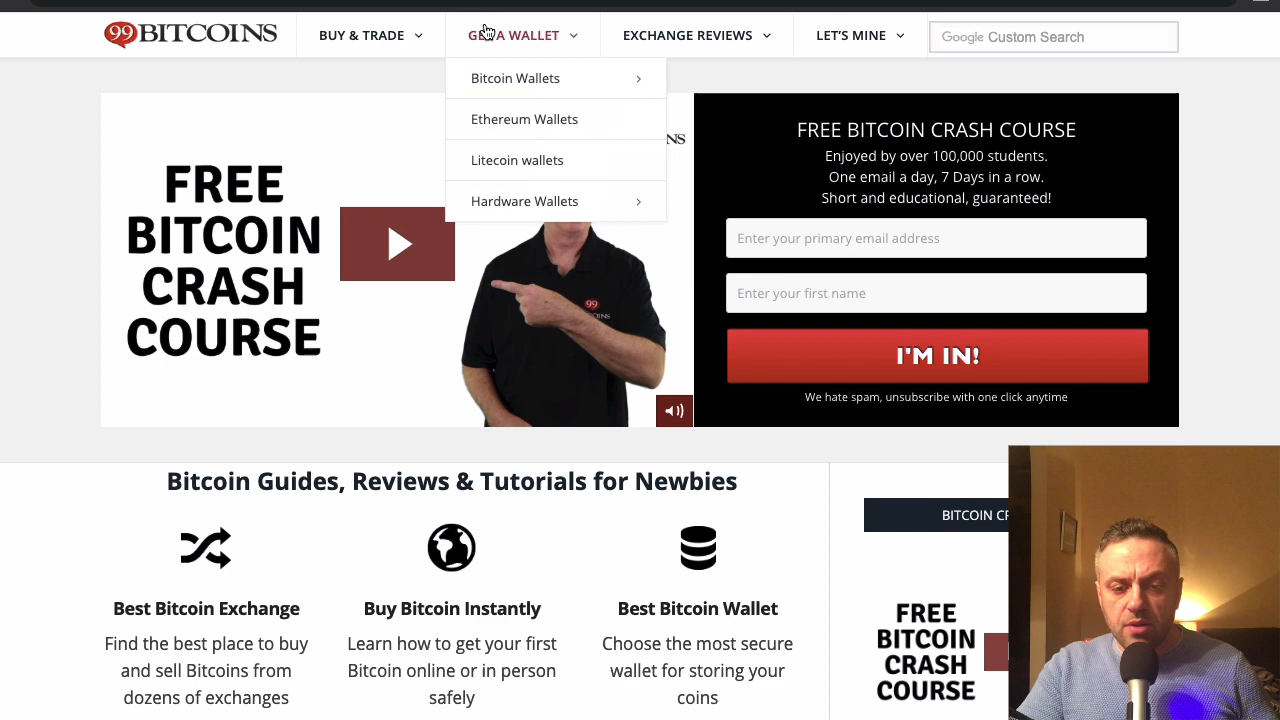 99BITCOINS
BUY & TRADE
GET A WALLET
EXCHANGE REVIEWS
LET'S MINE
Google Custom Search
Bitcoin Wallets
Ethereum Wallets
Litecoin wallets
Hardware Wallets
NS
FREE
BITCOIN
CRASH
COURSE
99
FREE BITCOIN CRASH COURSE
Enjoyed by over 100,000 students.
One email a day, 7 Days in a row.
Short and educational, guaranteed!
Enter your primary email address
Enter your first name
I'M IN!
We hate spam, unsubscribe with one click anytime
Bitcoin Guides, Reviews & Tutorials for Newbies
Best Bitcoin Exchange
Find the best place to buy
and sell Bitcoins from
dozens of exchanges
Buy Bitcoin Instantly
Learn how to get your first
Bitcoin online or in person
safely
Best Bitcoin Wallet
Choose the most secure
wallet for storing your
coins
BITCOIN CR
FREE
BITCOIN
CRASH
COURSE